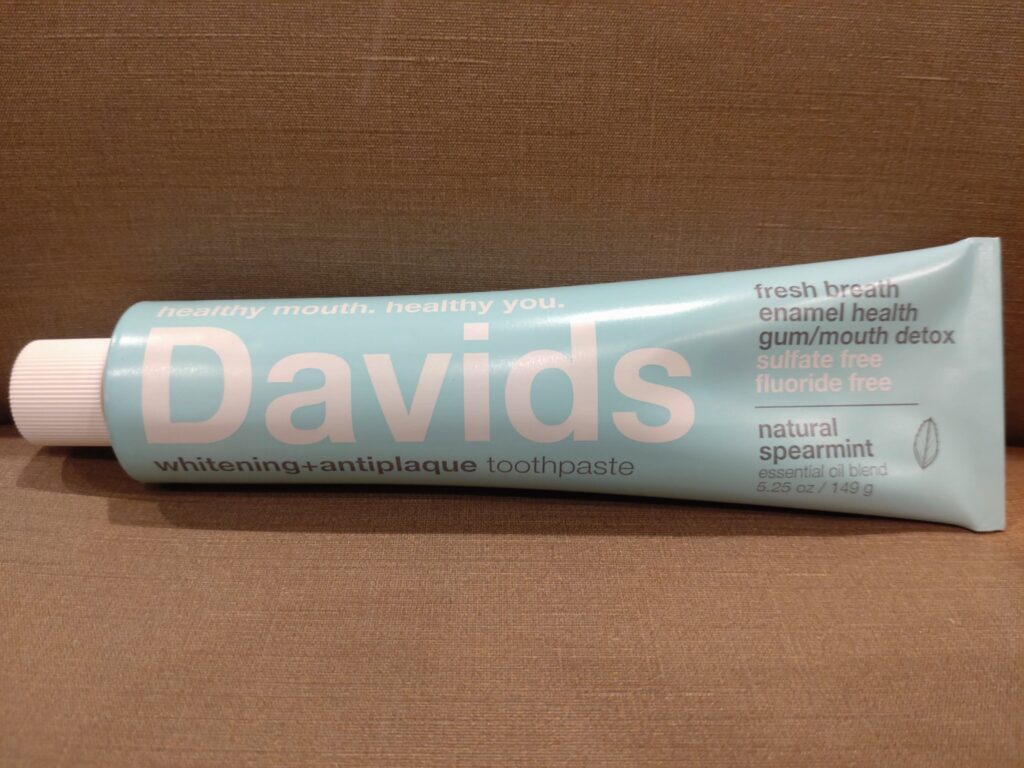 healthy mouth. healthy you.
Davids
whitening+antiplaque toothpaste
fresh breath
enamel health
gum/mouth detox
sulfate free
fluoride free
natural
spearmint
essential oil blend
5.25 oz / 149 g